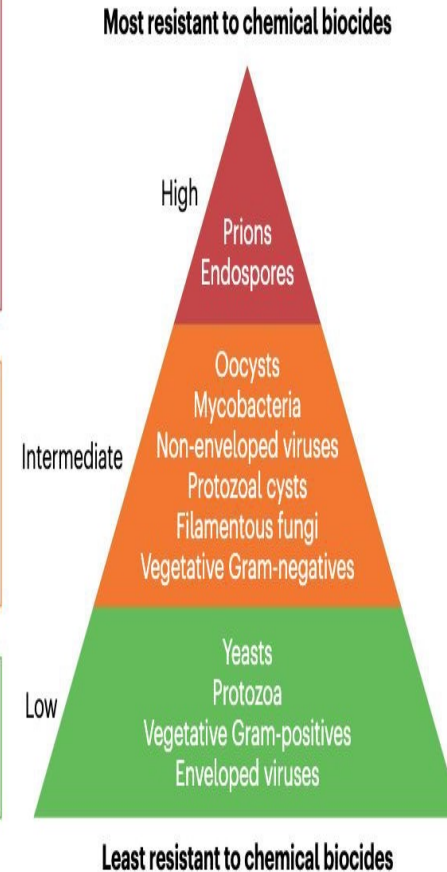 Most resistant to chemical biocides
High
Prions
Endospores
Intermediate
Oocysts
Mycobacteria
Non-enveloped viruses
Protozoal cysts
Filamentous fungi
Vegetative Gram-negatives
Low
Yeasts
Protozoa
Vegetative Gram-positives
Enveloped viruses
Least resistant to chemical biocides